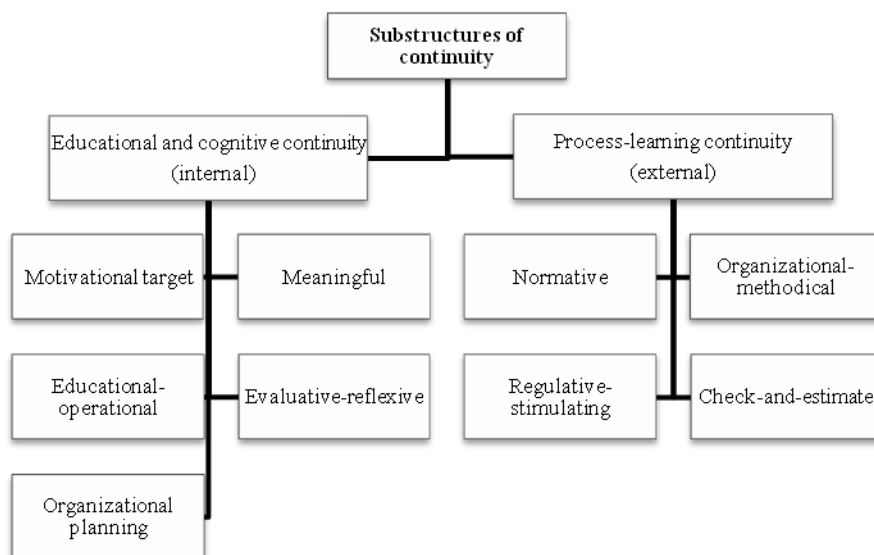 Substructures of
continuity
Educational and cognitive continuity
(internal)
Process-learning continuity
(external)
Motivational target
Meaningful
Normative
Organizational-
methodical
Educational-
operational
Evaluative-reflexive
Regulative-
stimulating
Check-and-estimate
Organizational
planning